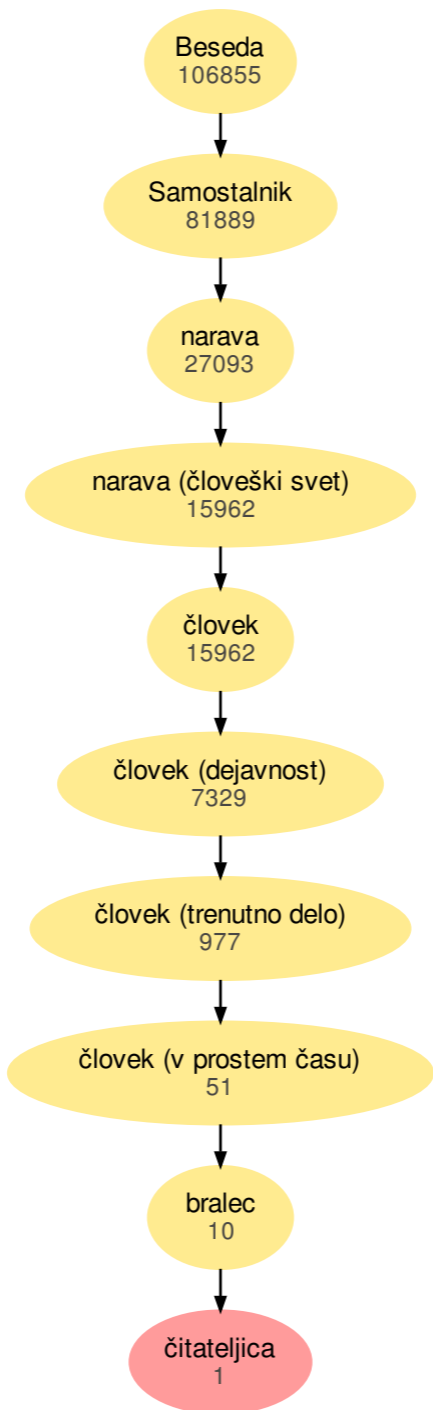 Beseda
106855
Samostalnik
81889
narava
27093
narava (človeški svet)
15962
človek
15962
človek (dejavnost)
7329
človek (trenutno delo)
977
človek (v prostem času)
51
bralec
10
čitateljica
1